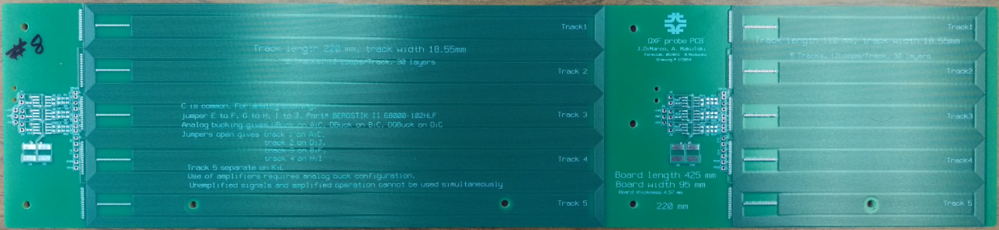 #8
Track1
Track length 220 mm, track width 18.55mm
5 Tracks, 12 Loops/Track, 30 layers
Track 2
C is common. For analog bucking,
jumper E to F, G to H, I to J. Part# BERGSTIK II 68000-102HLF
Analog bucking gives UBuck on A:C, DBuck on B:C, DQBuck on D:C
Track 3
Jumpers open gives track 1 on A:C,
track 2 on D:J,
track 3 on B:F,
track 4 on H:I
Track 4
Track 5 separate on K:L
Use of amplifiers requires analog buck configuration.
Unamplified signals and amplified operation cannot be used simultaneously
Track 5
QXF probe PCB
J.DiMarco, A. Makulski
Fermilab
Drawing #
Board length 425 mm
Board width 95 mm
Board thickness 4.57 mm
220 mm
Track1
Track length 110 mm, track width 18.55mm
5 Tracks, 12Loops/Track, 30 layers
Track2
Track3
Track4
Track 5